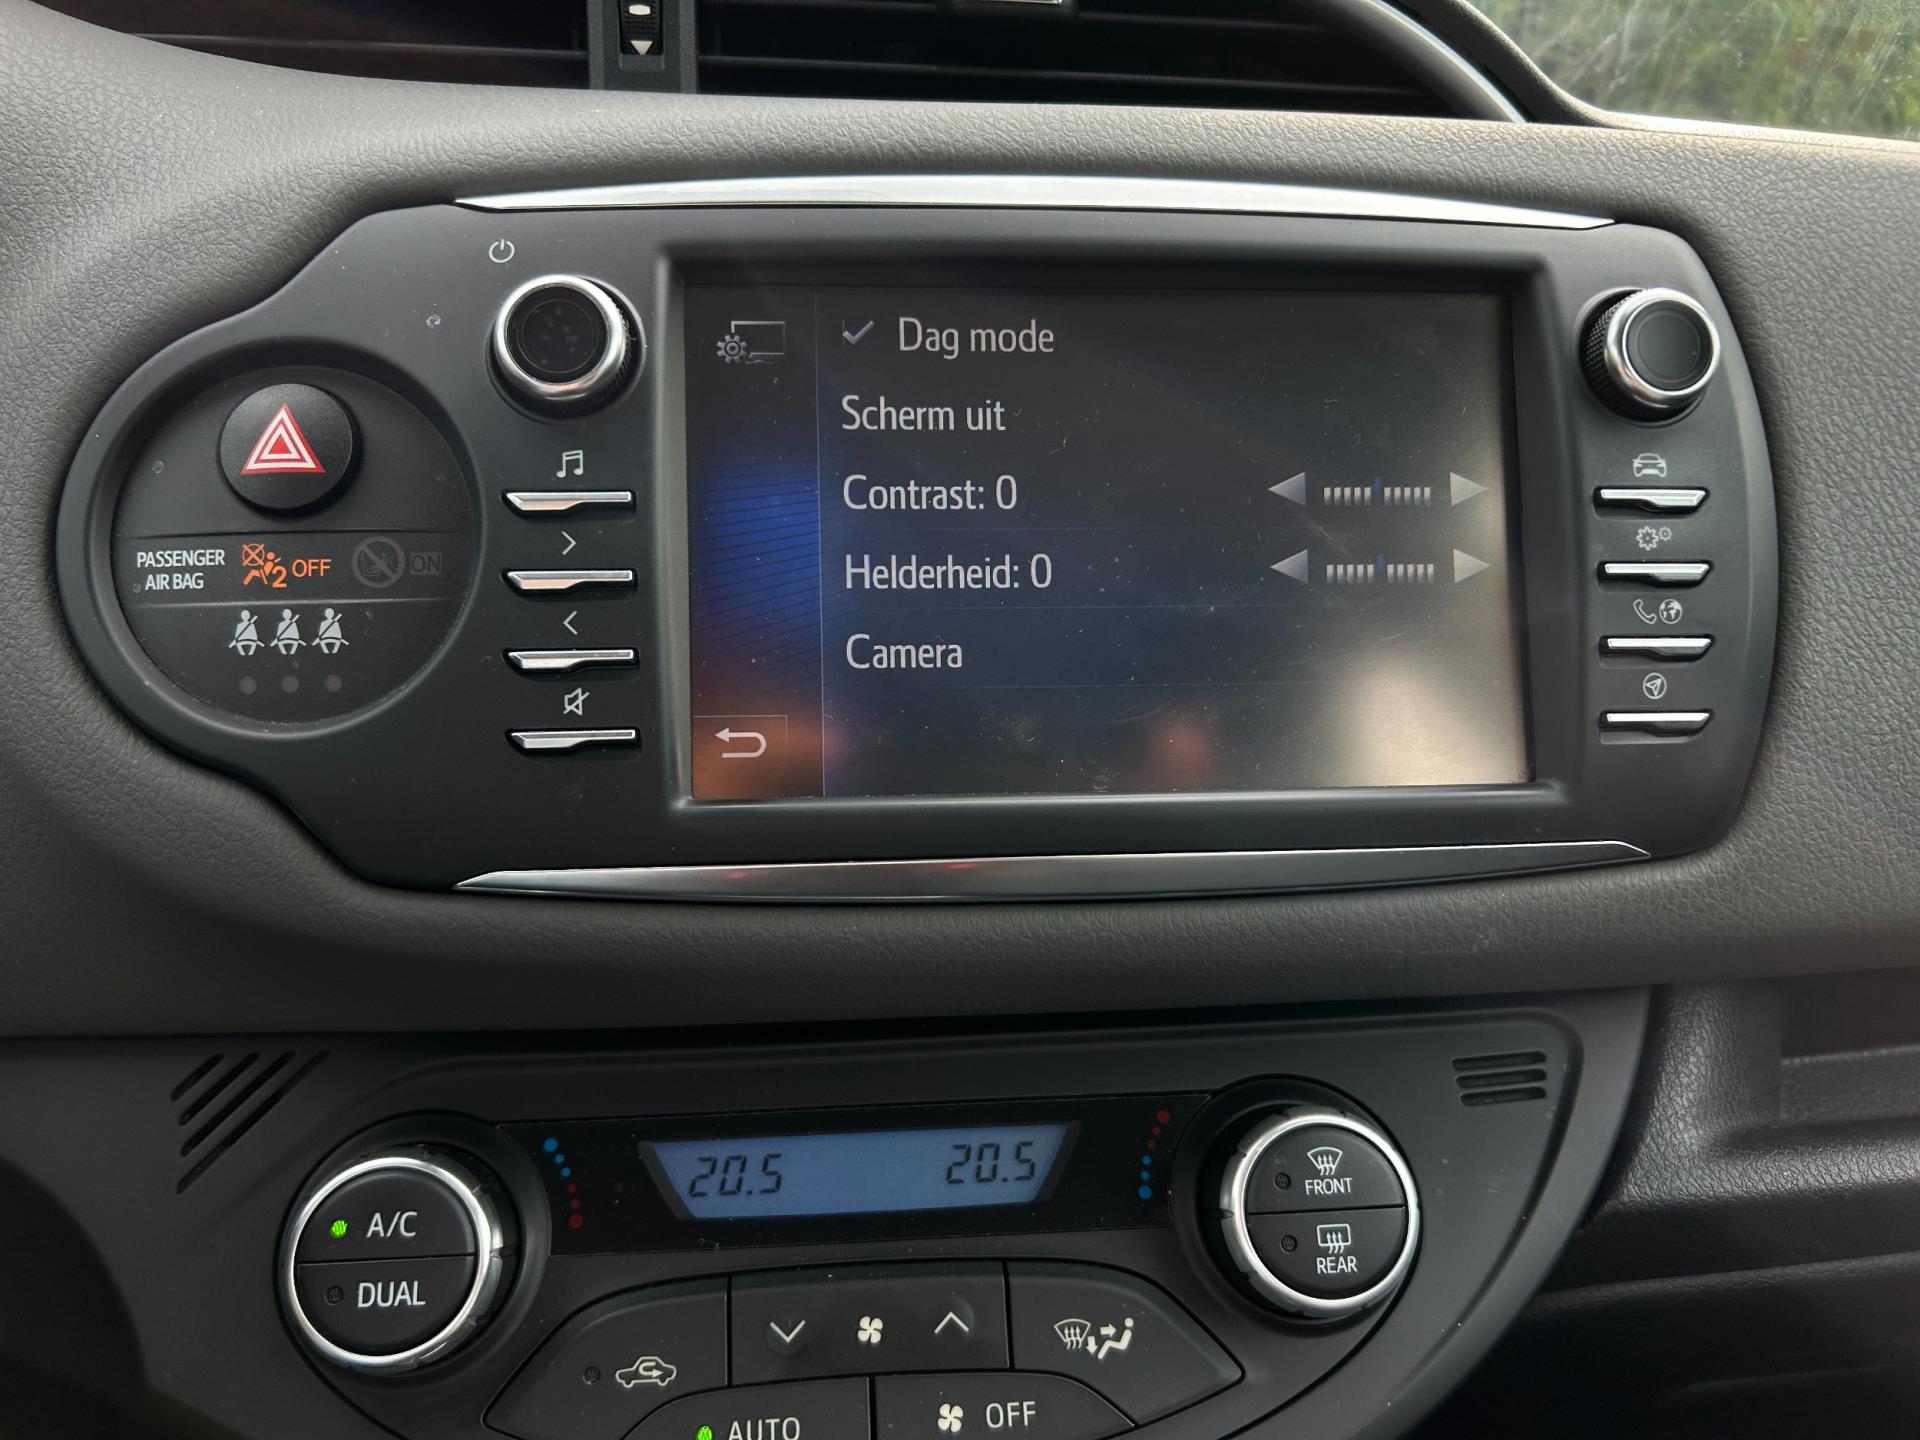 Dag mode
Scherm uit
Contrast: 0
Helderheid: 0
Camera
PASSENGER
AIR BAG
2 OFF
ON
20.5 20.5
A/C
DUAL
FRONT
REAR
AUTO
OFF